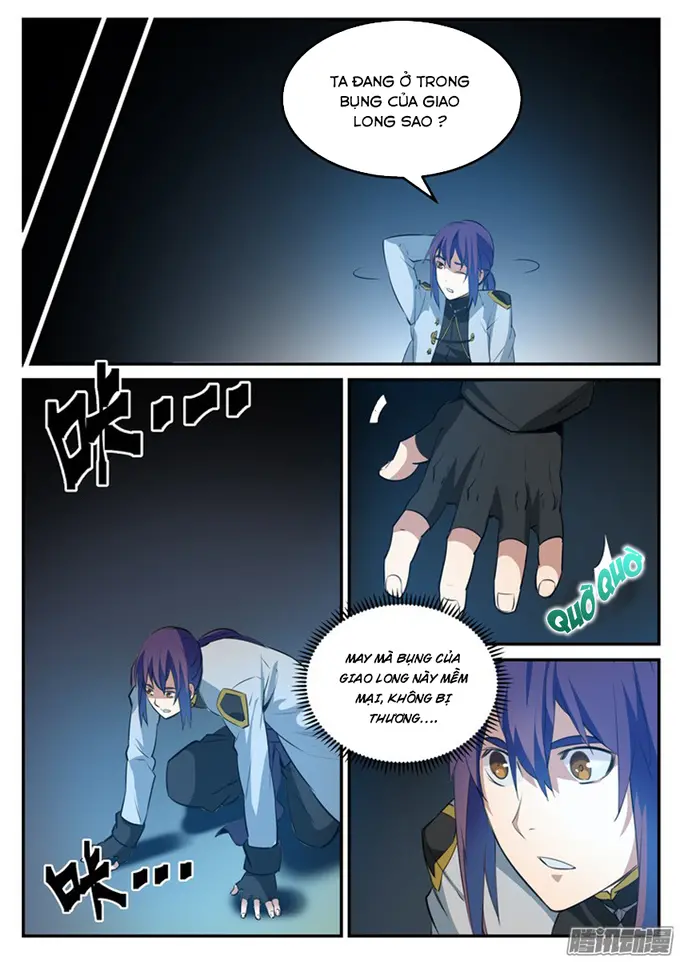 TA ĐANG Ở TRONG
BỤNG CỦA GIAO
LONG SAO ?
咔...
QUỜ QUỜ
MAY MÀ BỤNG CỦA
GIAO LONG NÀY MỀM
MẠI, KHÔNG BỊ
THƯƠNG....
咔...
腾讯动漫